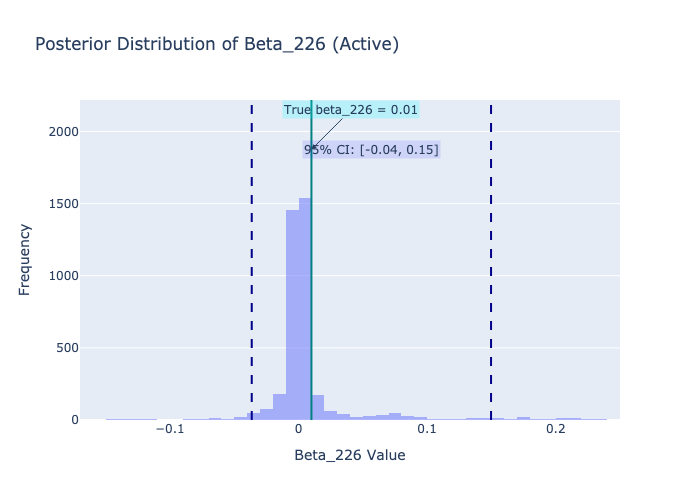 Posterior Distribution of Beta_226 (Active)
True beta_226 = 0.01
95% CI: [-0.04, 0.15]
2000
1500
1000
500
0
Frequency
−0.1
0
0.1
0.2
Beta_226 Value